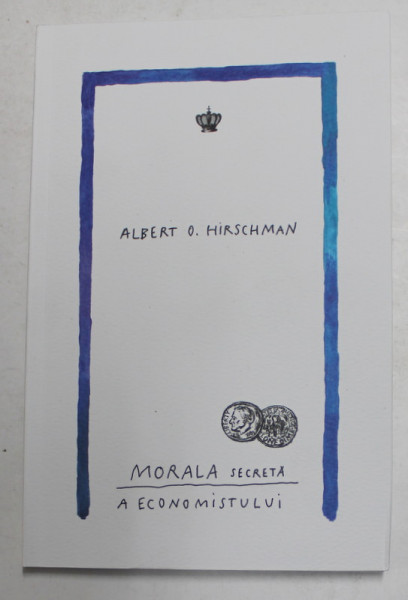 ALBERT O. HIRSCHMAN
MORALA SECRETĂ
A ECONOMISTULUI